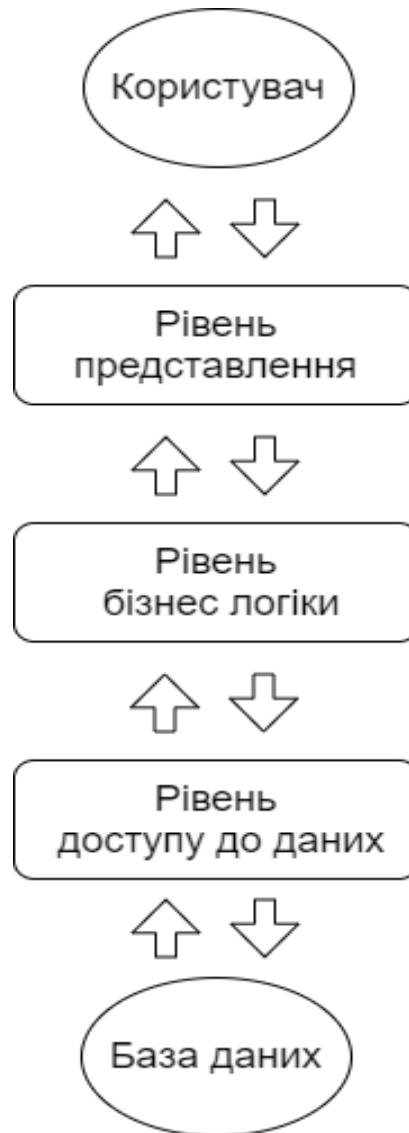 Користувач
Рівень
представлення
Рівень
бізнес логіки
Рівень
доступу до даних
База даних